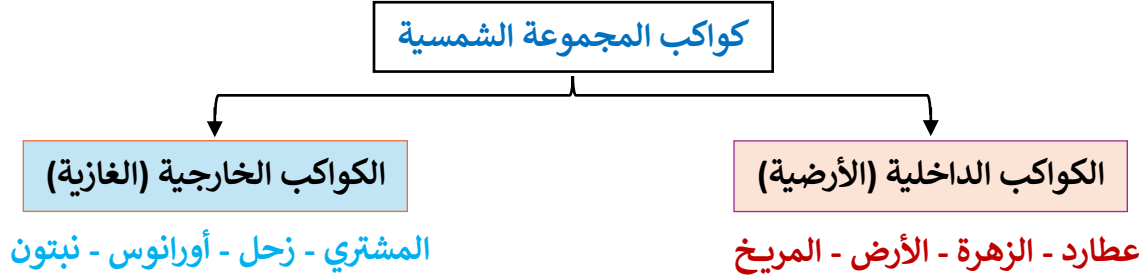 كواكب المجموعة الشمسية
الكواكب الداخلية (الأرضية)
عطارد - الزهرة - الأرض - المريخ
الكواكب الخارجية (الغازية)
المشتري - زحل - أورانوس - نبتون